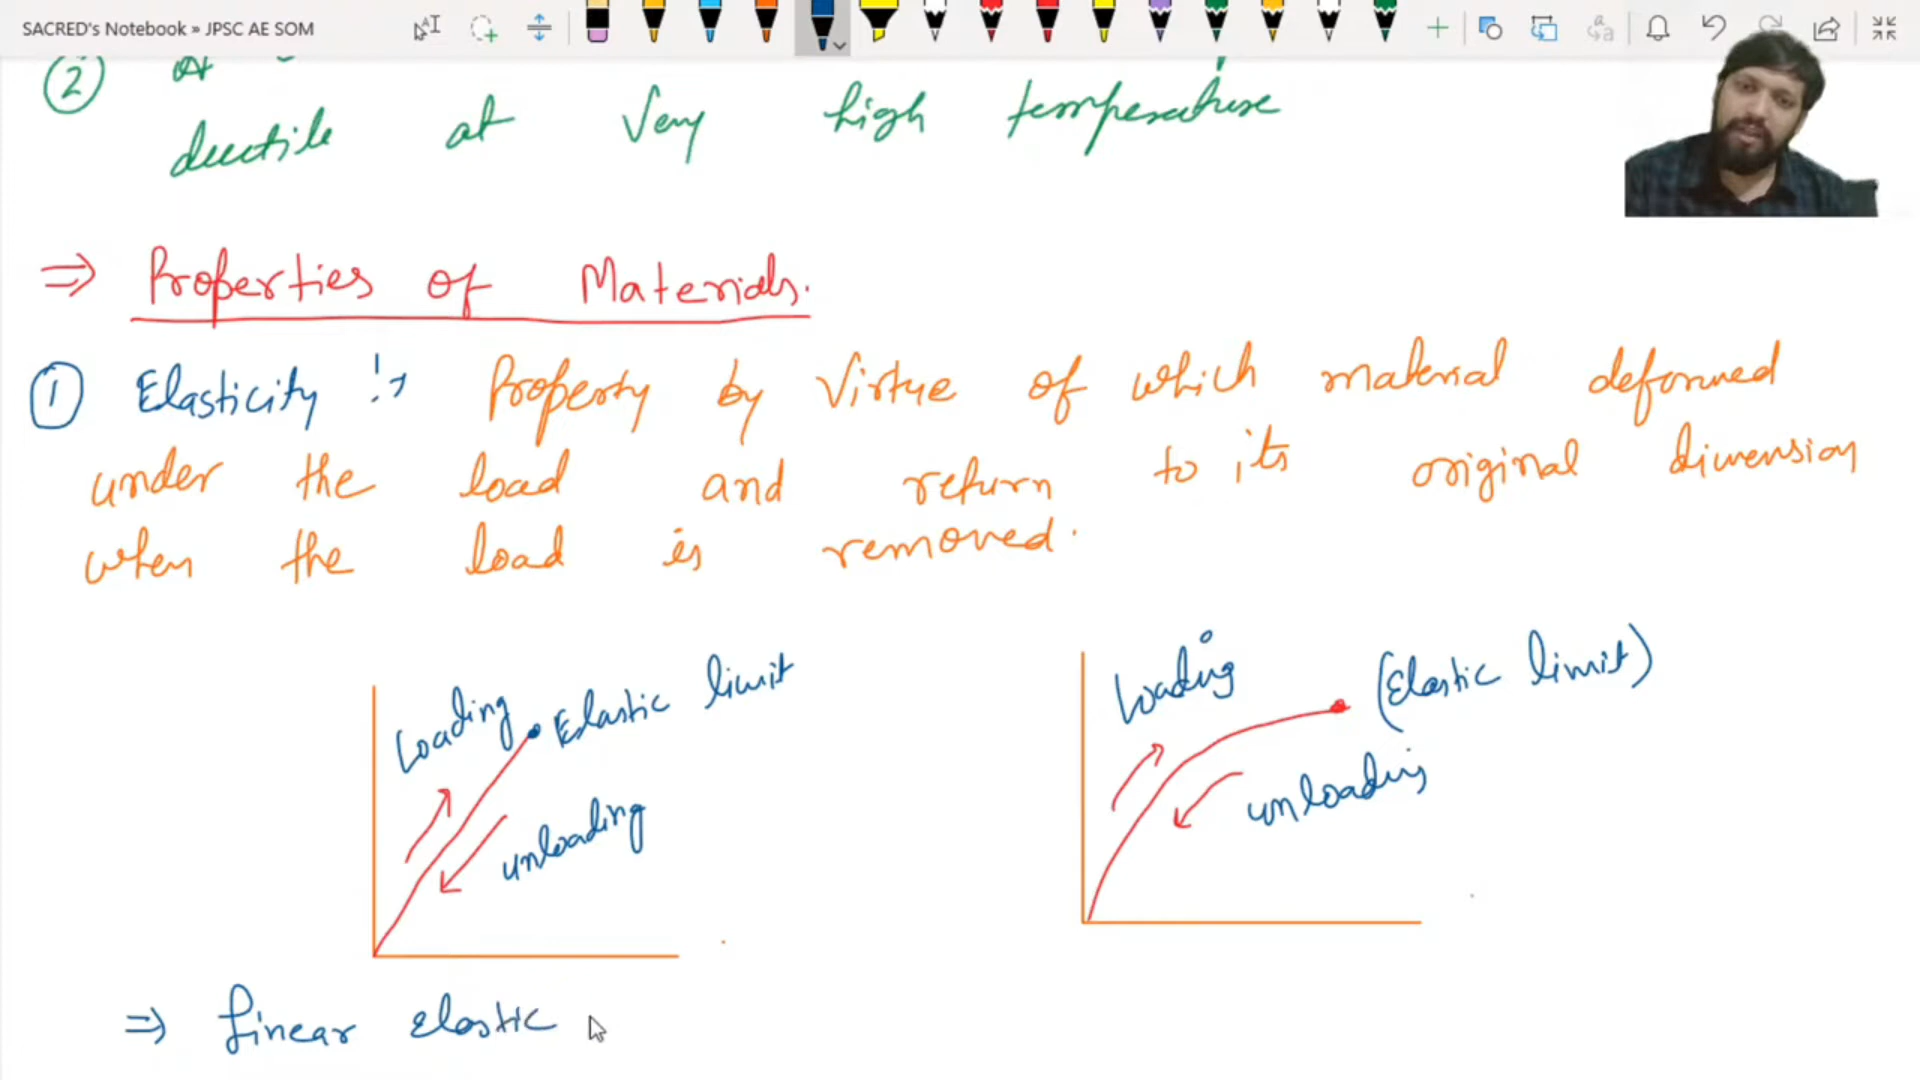 SACRED's Notebook » JPSC AE SOM
②
ductile at very high temperature
⇒ Properties of Materials.
① Elasticity :→ Property by virtue of which material deformed
under the load and return to its original dimension
when the load is removed.
Loading
Elastic limit
unloading
Loading
(Elastic limit)
unloading
⇒ Linear elastic